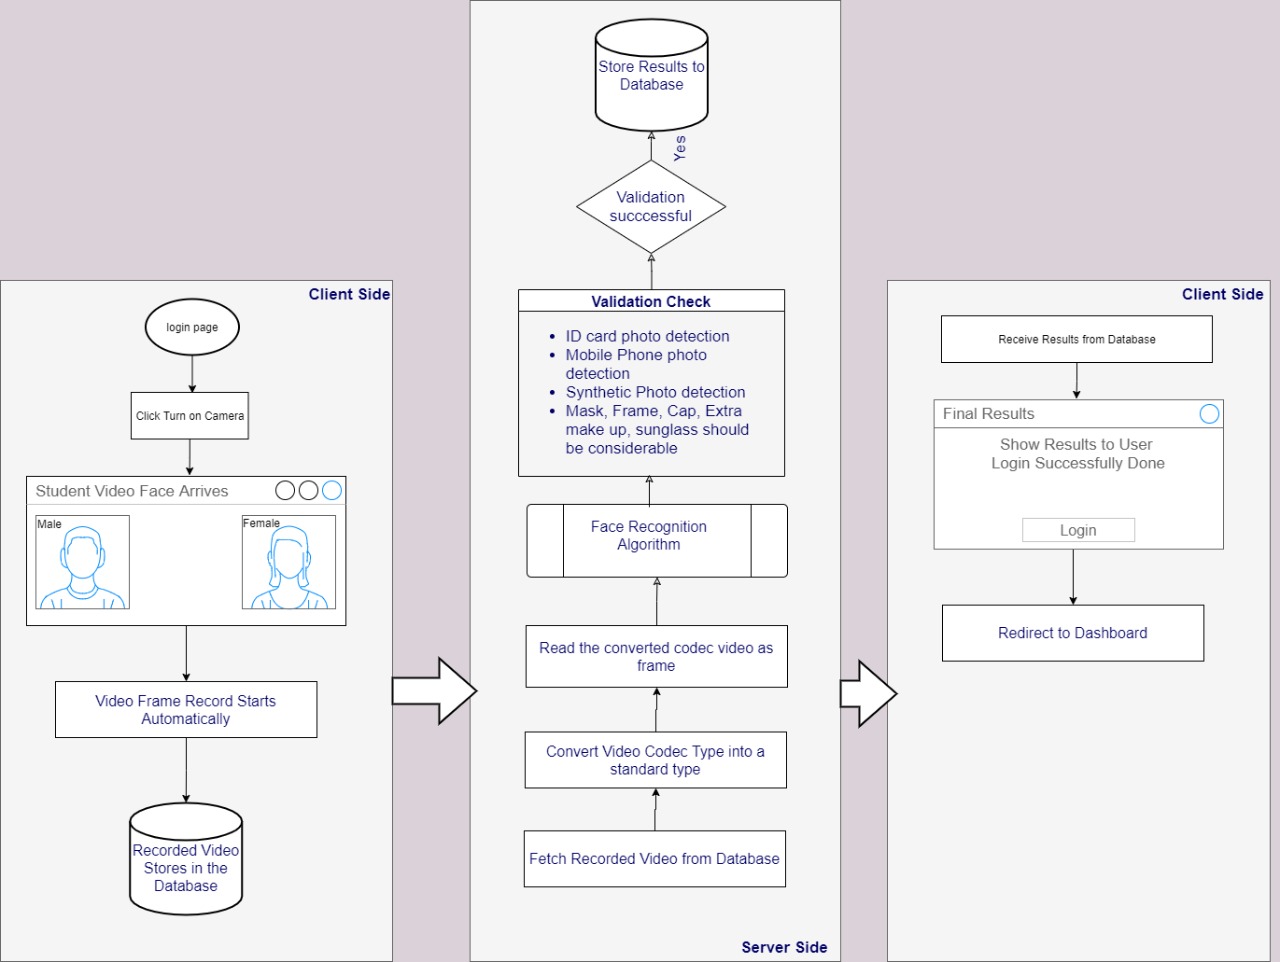 Client Side
login page
Click Turn on Camera
Student Video Face Arrives
Male
Female
Video Frame Record Starts
Automatically
Recorded Video
Stores in the
Database
Store Results to
Database
Yes
Validation
succcessful
Validation Check
• ID card photo detection
• Mobile Phone photo
detection
• Synthetic Photo detection
• Mask, Frame, Cap, Extra
make up, sunglass should
be considerable
Face Recognition
Algorithm
Read the converted codec video as
frame
Convert Video Codec Type into a
standard type
Fetch Recorded Video from Database
Server Side
Client Side
Receive Results from Database
Final Results
Show Results to User
Login Successfully Done
Login
Redirect to Dashboard